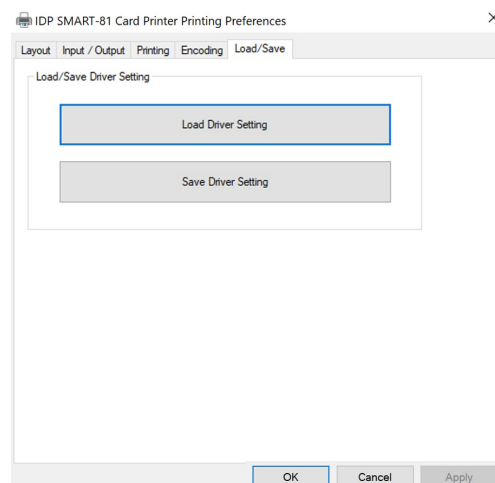 IDP SMART-81 Card Printer Printing Preferences
Layout Input / Output Printing Encoding Load/Save
Load/Save Driver Setting
Load Driver Setting
Save Driver Setting
OK Cancel Apply